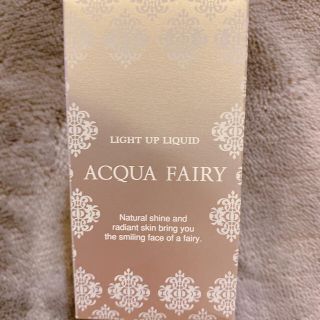 LIGHT UP LIQUID
ACQUA FAIRY
Natural shine and
radiant skin bring you
the smiling face of a fairy.